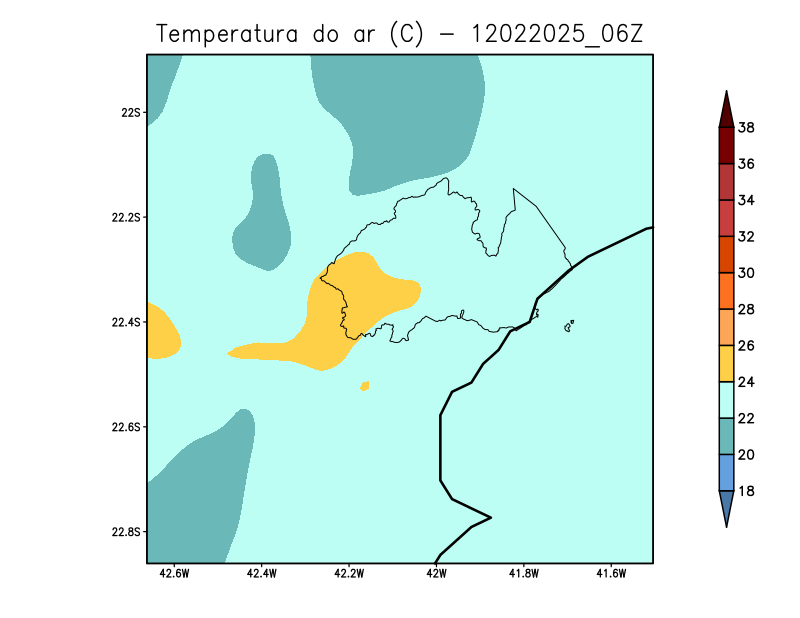 Temperatura do ar (C) - 12022025_06Z
22S
22.2S
22.4S
22.6S
22.8S
42.6W
42.4W
42.2W
42W
41.8W
41.6W
38
36
34
32
30
28
26
24
22
20
18